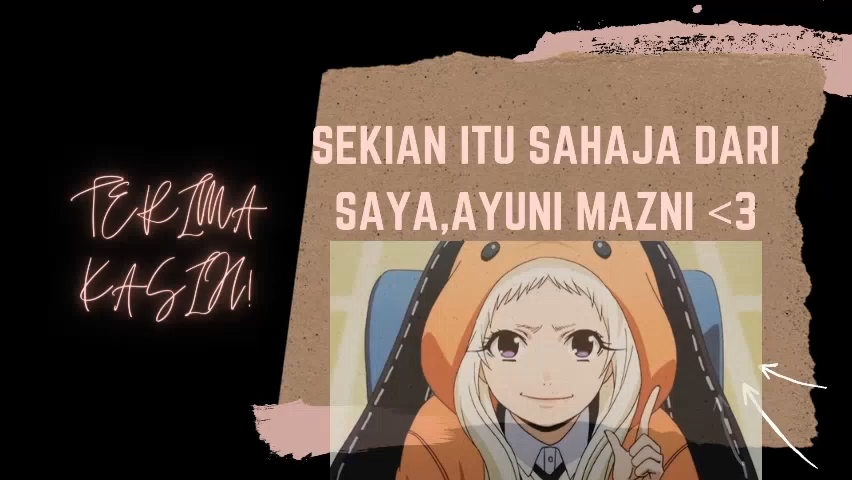 TERIMA
KASIH!
SEKIAN ITU SAHAJA DARI
SAYA,AYUNI MAZNI <3